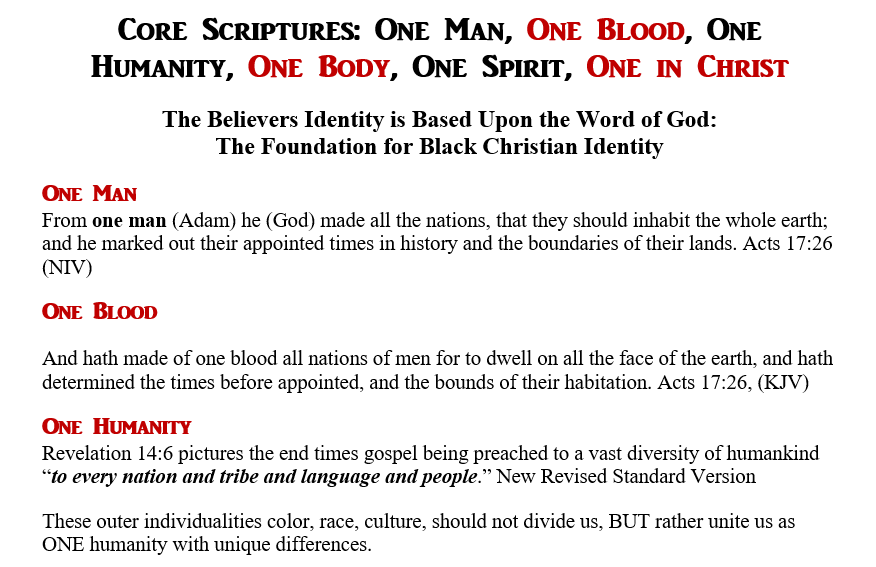 CORE SCRIPTURES: ONE MAN, ONE BLOOD, ONE
HUMANITY, ONE BODY, ONE SPIRIT, ONE IN CHRIST
The Believers Identity is Based Upon the Word of God:
The Foundation for Black Christian Identity
ONE MAN
From one man (Adam) he (God) made all the nations, that they should inhabit the whole earth;
and he marked out their appointed times in history and the boundaries of their lands. Acts 17:26
(NIV)
ONE BLOOD
And hath made of one blood all nations of men for to dwell on all the face of the earth, and hath
determined the times before appointed, and the bounds of their habitation. Acts 17:26, (KJV)
ONE HUMANITY
Revelation 14:6 pictures the end times gospel being preached to a vast diversity of humankind
“to every nation and tribe and language and people.” New Revised Standard Version
These outer individualities color, race, culture, should not divide us, BUT rather unite us as
ONE humanity with unique differences.